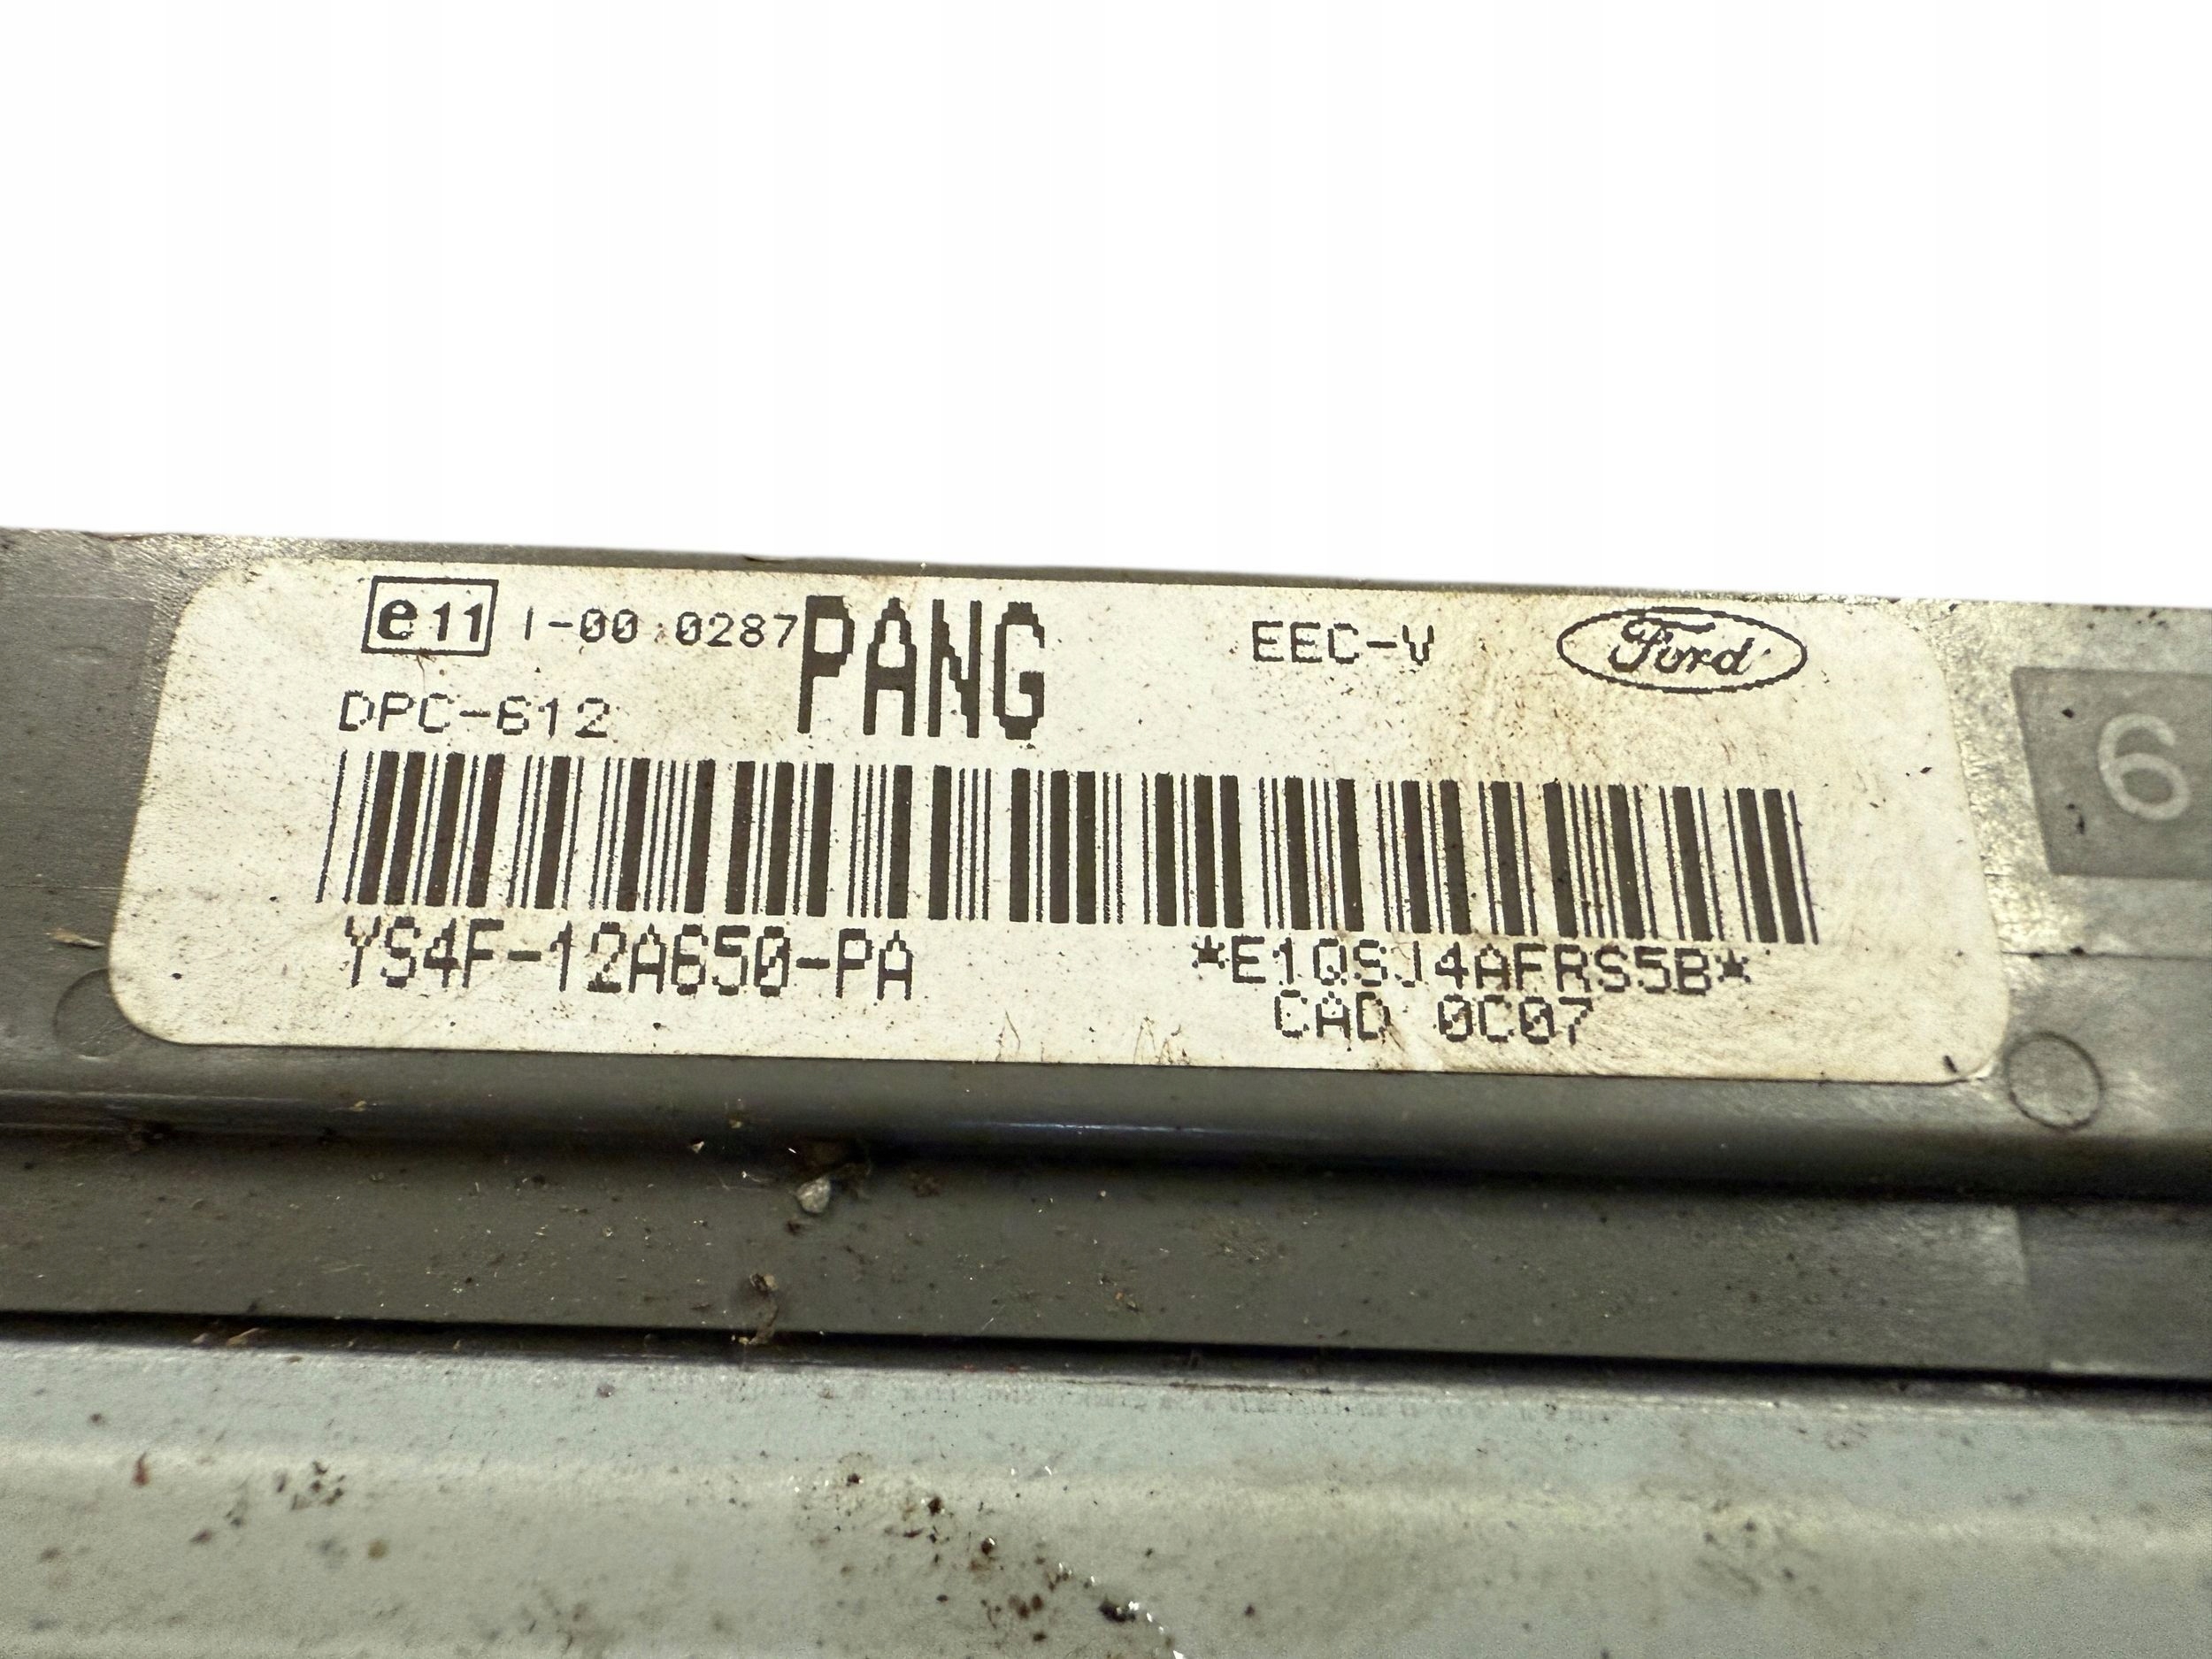 e11 1-00 0287 PANG EEC-V Ford
DPC-612
6
YS4F-12A650-PA *E1QSJ4AFRS5B*
CAD 0C07